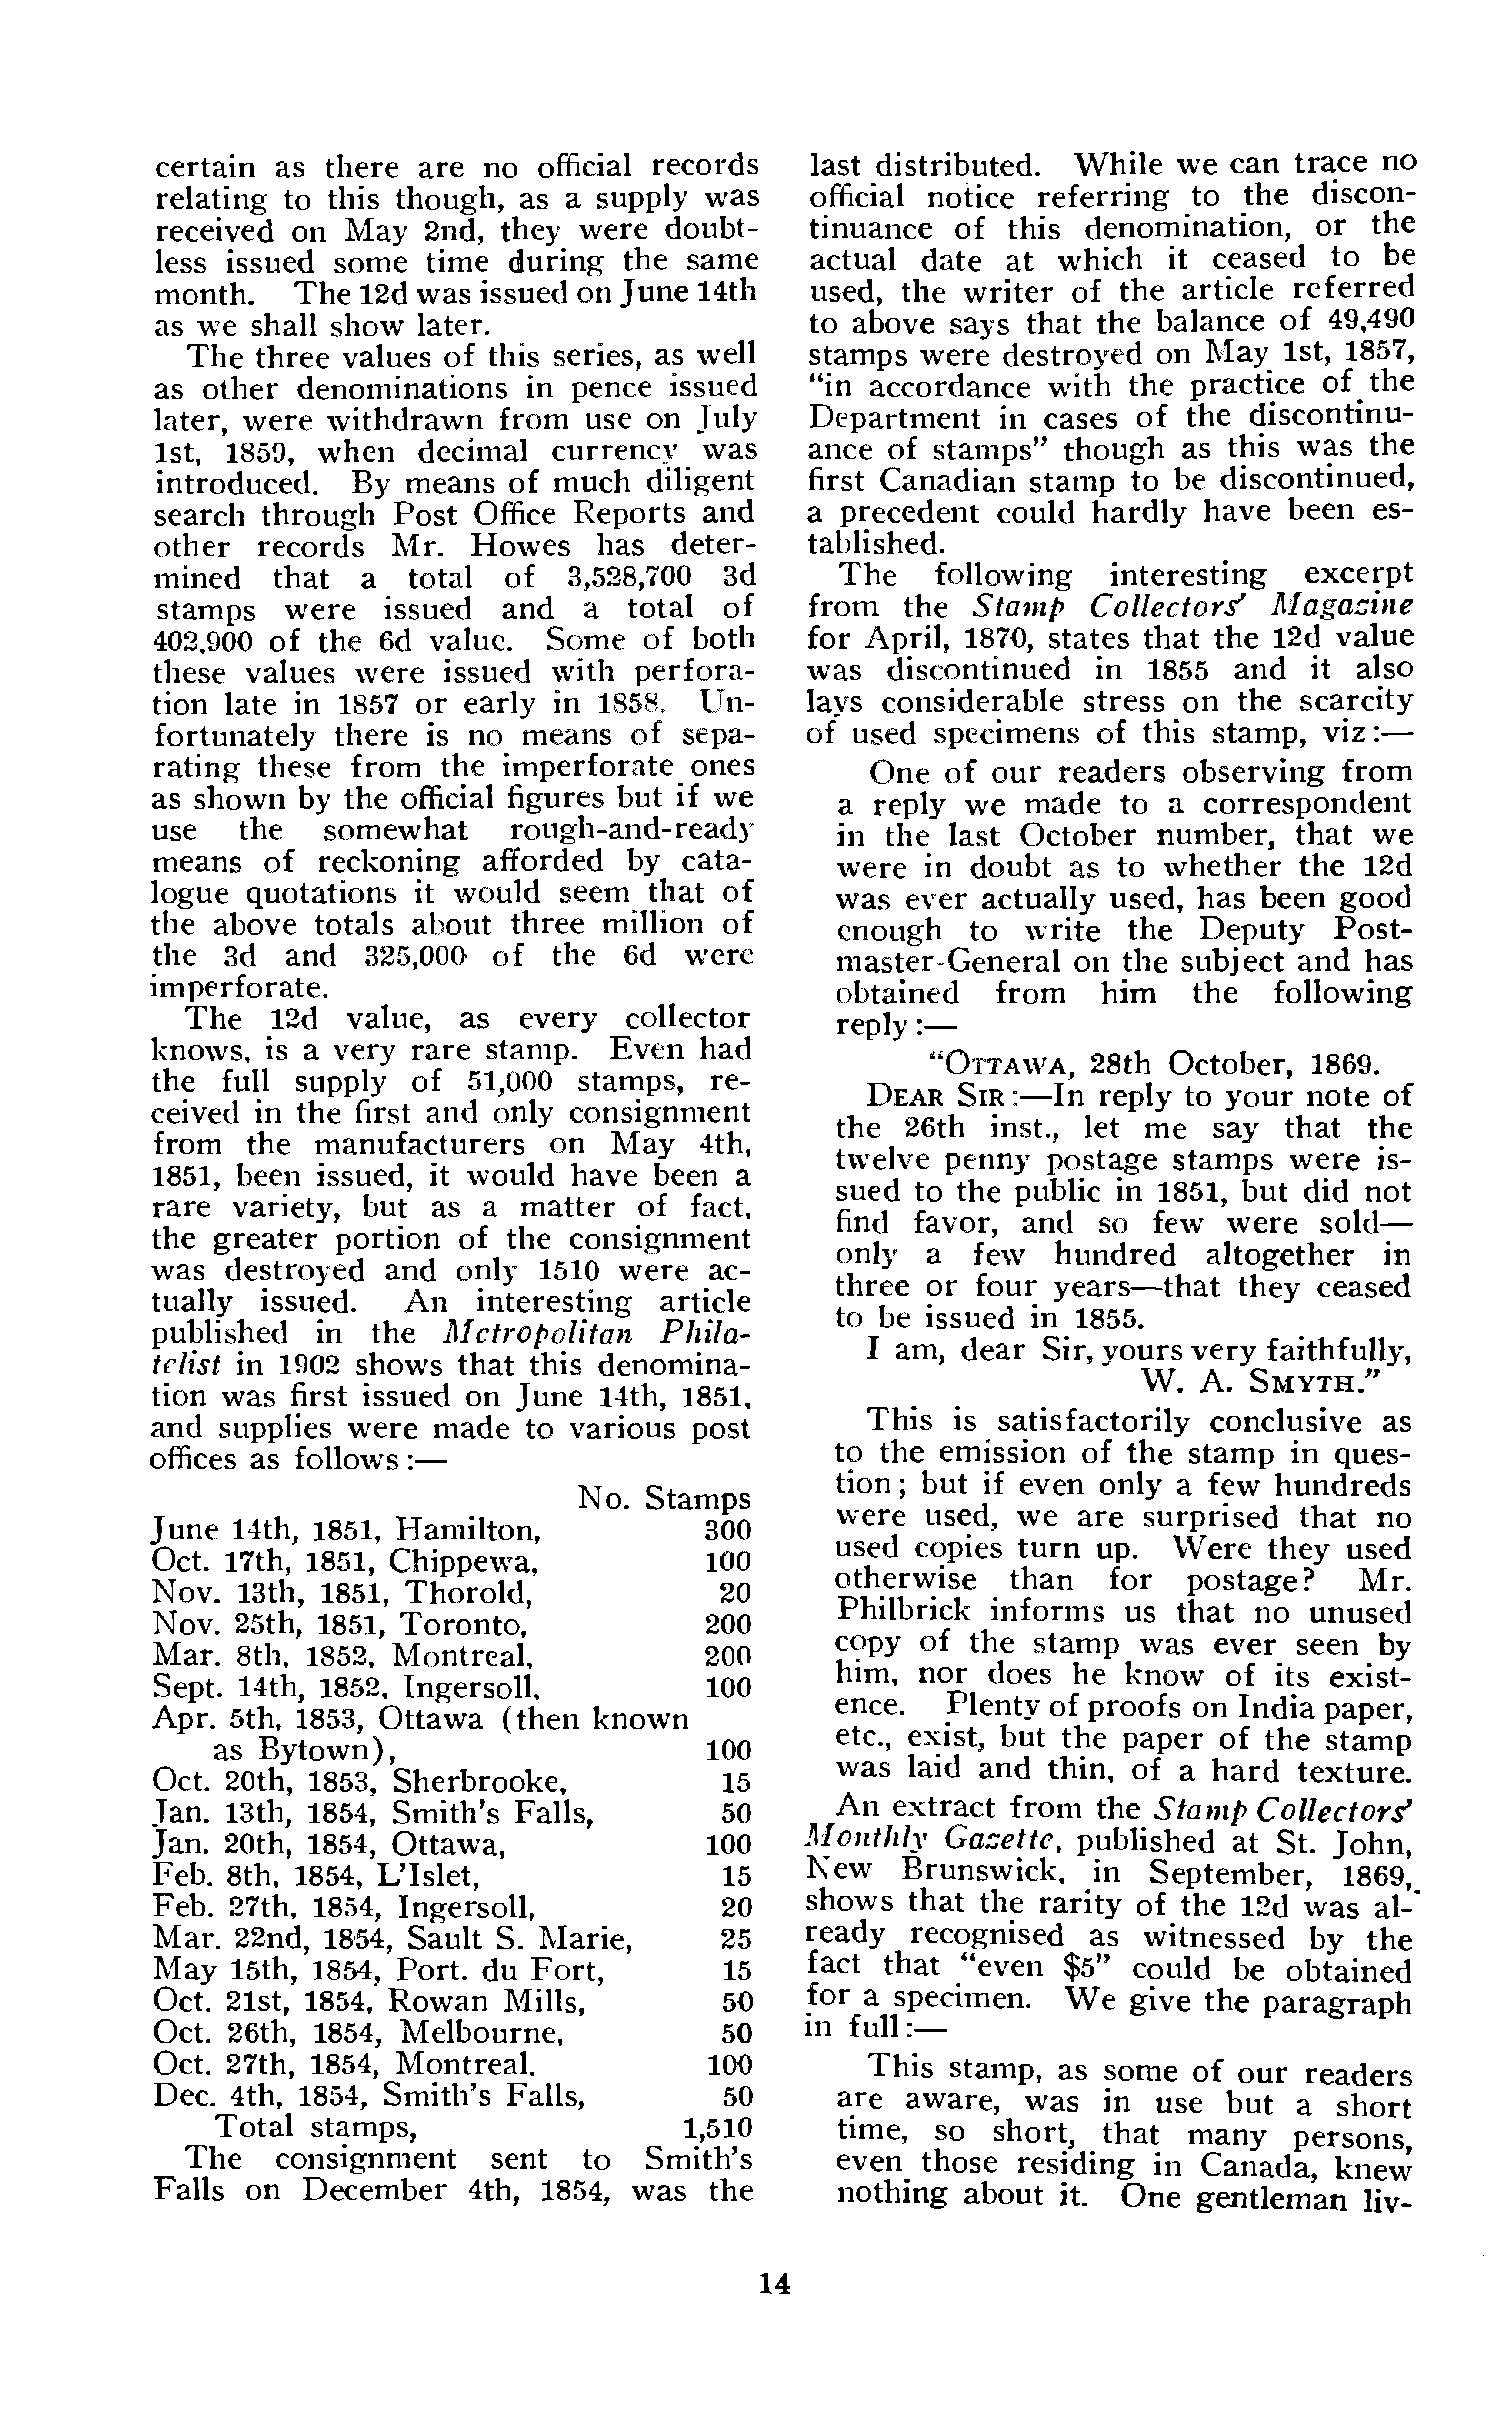 certain as there are no official records
relating to this though, as a supply was
received on May 2nd, they were doubt-
less issued some time during the same
month. The 12d was issued on June 14th
as we shall show later.
The three values of this series, as well
as other denominations in pence issued
later, were withdrawn from use on July
1st, 1859, when decimal currency was
introduced. By means of much diligent
search through Post Office Reports and
other records Mr. Howes has deter-
mined that a total of 3,528,700 3d
stamps were issued and a total of
402,900 of the 6d value. Some of both
these values were issued with perfora-
tion late in 1857 or early in 1858. Un-
fortunately there is no means of sepa-
rating these from the imperforate ones
as shown by the official figures but if we
use the somewhat rough-and-ready
means of reckoning afforded by cata-
logue quotations it would seem that of
the above totals about three million of
the 3d and 325,000 of the 6d were
imperforate.
The 12d value, as every collector
knows, is a very rare stamp. Even had
the full supply of 51,000 stamps, re-
ceived in the first and only consignment
from the manufacturers on May 4th,
1851, been issued, it would have been a
rare variety, but as a matter of fact,
the greater portion of the consignment
was destroyed and only 1510 were ac-
tually issued. An interesting article
published in the Metropolitan Phila-
telist in 1902 shows that this denomina-
tion was first issued on June 14th, 1851,
and supplies were made to various post
offices as follows:—
No. Stamps
June 14th, 1851, Hamilton, 300
Oct. 17th, 1851, Chippewa, 100
Nov. 13th, 1851, Thorold, 20
Nov. 25th, 1851, Toronto, 200
Mar. 8th, 1852, Montreal, 200
Sept. 14th, 1852, Ingersoll, 100
Apr. 5th, 1853, Ottawa (then known
as Bytown), 100
Oct. 20th, 1853, Sherbrooke, 15
Jan. 13th, 1854, Smith's Falls, 50
Jan. 20th, 1854, Ottawa, 100
Feb. 8th, 1854, L'Islet, 15
Feb. 27th, 1854, Ingersoll, 20
Mar. 22nd, 1854, Sault S. Marie, 25
May 15th, 1854, Port. du Fort, 15
Oct. 21st, 1854, Rowan Mills, 50
Oct. 26th, 1854, Melbourne, 50
Oct. 27th, 1854, Montreal, 100
Dec. 4th, 1854, Smith's Falls, 50
Total stamps, 1,510
The consignment sent to Smith's
Falls on December 4th, 1854, was the
last distributed. While we can trace no
official notice referring to the discon-
tinuance of this denomination, or the
actual date at which it ceased to be
used, the writer of the article referred
to above says that the balance of 49,490
stamps were destroyed on May 1st, 1857,
"in accordance with the practice of the
Department in cases of the discontinu-
ance of stamps" though as this was the
first Canadian stamp to be discontinued,
a precedent could hardly have been es-
tablished.
The following interesting excerpt
from the Stamp Collectors' Magazine
for April, 1870, states that the 12d value
was discontinued in 1855 and it also
lays considerable stress on the scarcity
of used specimens of this stamp, viz:—
One of our readers observing from
a reply we made to a correspondent
in the last October number, that we
were in doubt as to whether the 12d
was ever actually used, has been good
enough to write the Deputy Post-
master-General on the subject and has
obtained from him the following
reply:—
"OTTAWA, 28th October, 1869.
DEAR SIR:—In reply to your note of
the 26th inst., let me say that the
twelve penny postage stamps were is-
sued to the public in 1851, but did not
find favor, and so few were sold—
only a few hundred altogether in
three or four years—that they ceased
to be issued in 1855.
I am, dear Sir, yours very faithfully,
W. A. SMYTH."
This is satisfactorily conclusive as
to the emission of the stamp in ques-
tion; but if even only a few hundreds
were used, we are surprised that no
used copies turn up. Were they used
otherwise than for postage? Mr.
Philbrick informs us that no unused
copy of the stamp was ever seen by
him, nor does he know of its exist-
ence. Plenty of proofs on India paper,
etc., exist, but the paper of the stamp
was laid and thin, of a hard texture.
An extract from the Stamp Collectors'
Monthly Gazette, published at St. John,
New Brunswick, in September, 1869,
shows that the rarity of the 12d was al-
ready recognised as witnessed by the
fact that "even $5" could be obtained
for a specimen. We give the paragraph
in full:—
This stamp, as some of our readers
are aware, was in use but a short
time, so short, that many persons,
even those residing in Canada, knew
nothing about it. One gentleman liv-
14